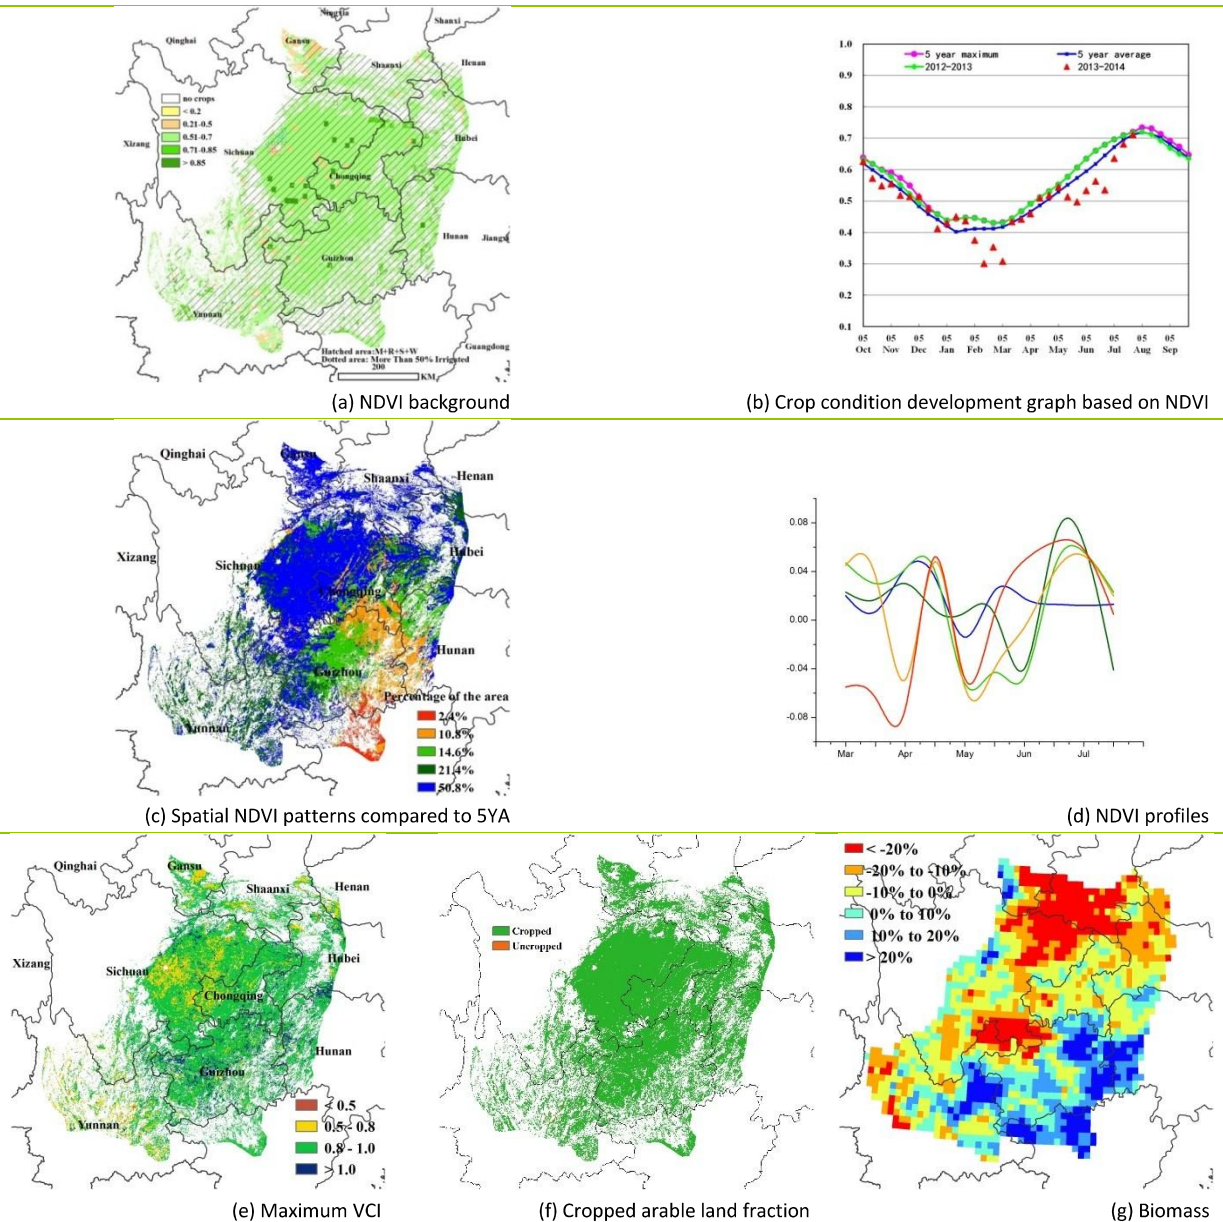 Ningxia
Shanxi
Qinghai
Gansu
Shaanxi
Henan
no crops
< 0.2
0.21-0.5
0.51-0.7
0.71-0.85
> 0.85
Xizang
Sichuan
Hubei
Chongqing
Hunan
Jiangxi
Guizhou
Yunnan
Guangdong
Hatched area:M+R+S+W
Dotted area: More Than 50% Irrigated
200
KM
(a) NDVI background
5 year maximum
5 year average
2012-2013
2013-2014
1.0
0.9
0.8
0.7
0.6
0.5
0.4
0.3
0.2
0.1
05 05 05 05 05 05 05 05 05 05 05 05
Oct Nov Dec Jan Feb Mar Apr May Jun Jul Aug Sep
(b) Crop condition development graph based on NDVI
Qinghai
Gansu
Shaanxi
Henan
Xizang
Sichuan
Hubei
Chongqing
Hunan
Guizhou
Yunnan
Percentage of the area
2.4%
10.8%
14.6%
21.4%
50.8%
(c) Spatial NDVI patterns compared to 5YA
0.08
0.04
0.00
-0.04
-0.08
Mar Apr May Jun Jul
(d) NDVI profiles
Qinghai
Gansu
Shaanxi
Henan
Xizang
Sichuan
Hubei
Chongqing
Hunan
Guizhou
Yunnan
< 0.5
0.5 - 0.8
0.8 - 1.0
> 1.0
(e) Maximum VCI
Cropped
Uncropped
(f) Cropped arable land fraction
< -20%
-20% to -10%
-10% to 0%
0% to 10%
10% to 20%
> 20%
(g) Biomass